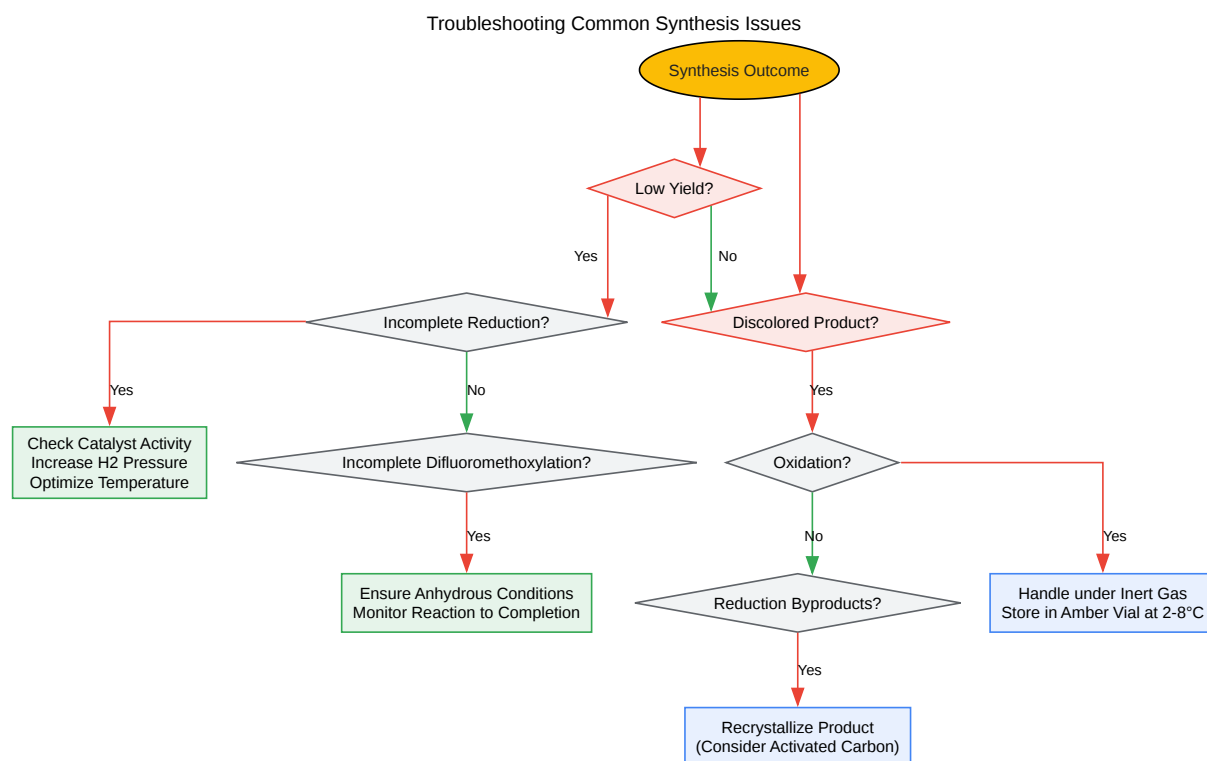 Troubleshooting Common Synthesis Issues
Synthesis Outcome
Low Yield?
Yes
No
Incomplete Reduction?
Discolored Product?
Yes
No
Yes
Check Catalyst Activity
Increase H2 Pressure
Optimize Temperature
Incomplete Difluoromethoxylation?
Oxidation?
Yes
No
Yes
Ensure Anhydrous Conditions
Monitor Reaction to Completion
Reduction Byproducts?
Handle under Inert Gas
Store in Amber Vial at 2-8°C
Yes
Recrystallize Product
(Consider Activated Carbon)